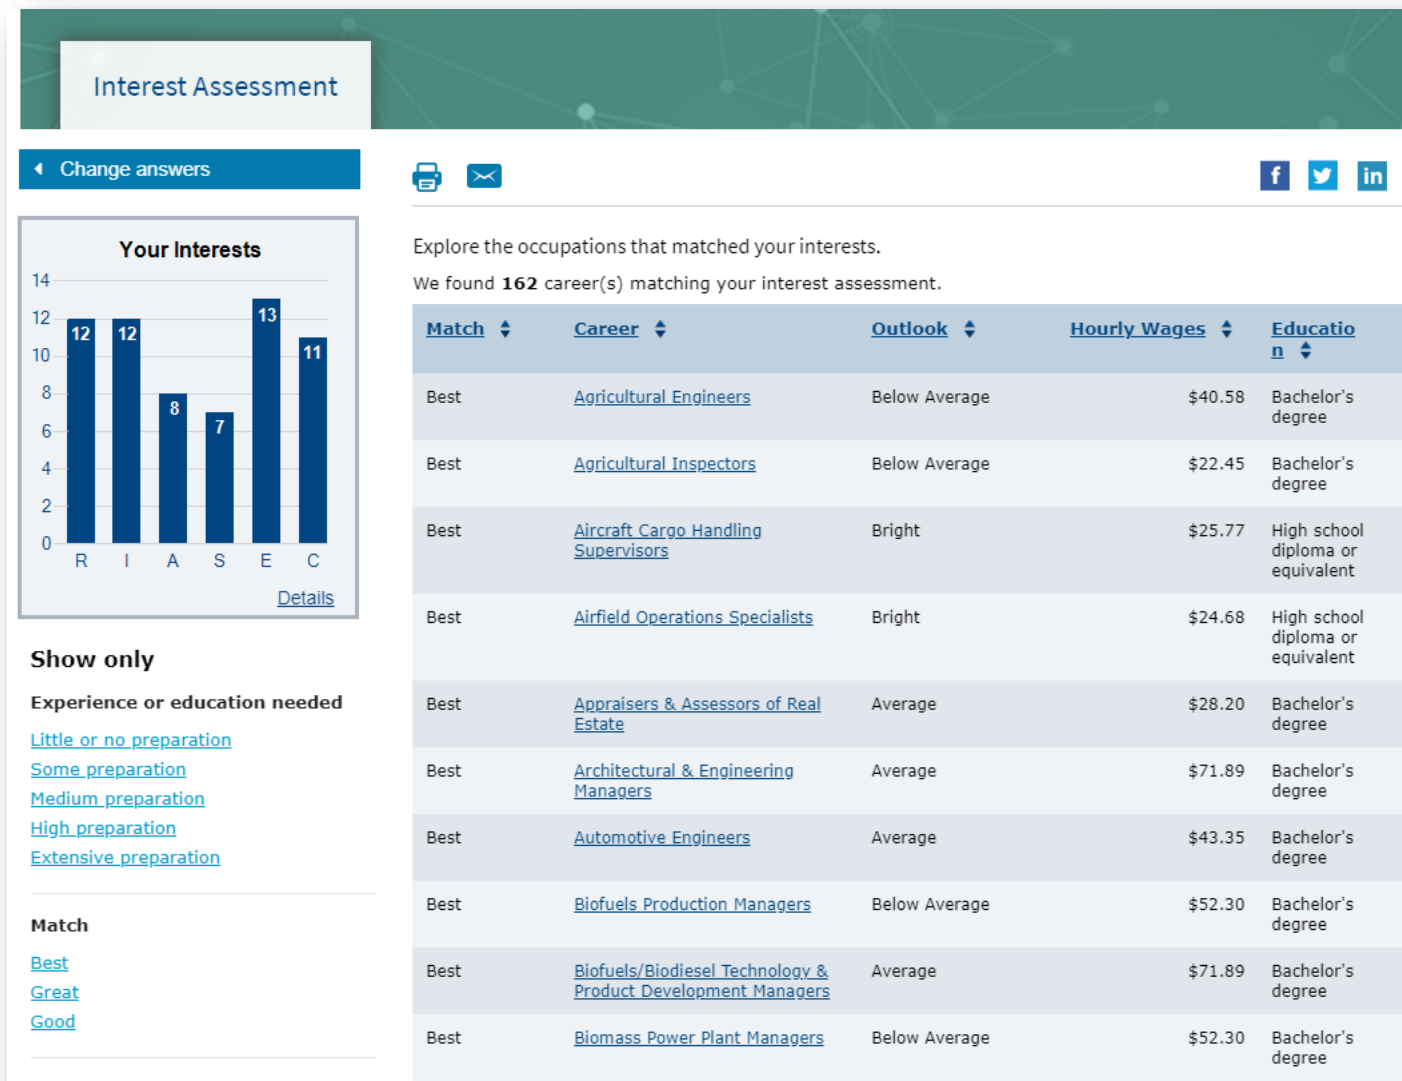 Interest Assessment
Change answers
Your Interests
14
12
10
8
6
4
2
0
12
12
8
7
13
11
R I A S E C
Details
Show only
Experience or education needed
Little or no preparation
Some preparation
Medium preparation
High preparation
Extensive preparation
Match
Best
Great
Good
f in
Explore the occupations that matched your interests.
We found 162 career(s) matching your interest assessment.
Match Career Outlook Hourly Wages Educatio
n
Best Agricultural Engineers Below Average $40.58 Bachelor's
degree
Best Agricultural Inspectors Below Average $22.45 Bachelor's
degree
Best Aircraft Cargo Handling Bright $25.77 High school
Supervisors diploma or
equivalent
Best Airfield Operations Specialists Bright $24.68 High school
diploma or
equivalent
Best Appraisers & Assessors of Real Average $28.20 Bachelor's
Estate degree
Best Architectural & Engineering Average $71.89 Bachelor's
Managers degree
Best Automotive Engineers Average $43.35 Bachelor's
degree
Best Biofuels Production Managers Below Average $52.30 Bachelor's
degree
Best Biofuels/Biodiesel Technology & Average $71.89 Bachelor's
Product Development Managers degree
Best Biomass Power Plant Managers Below Average $52.30 Bachelor's
degree